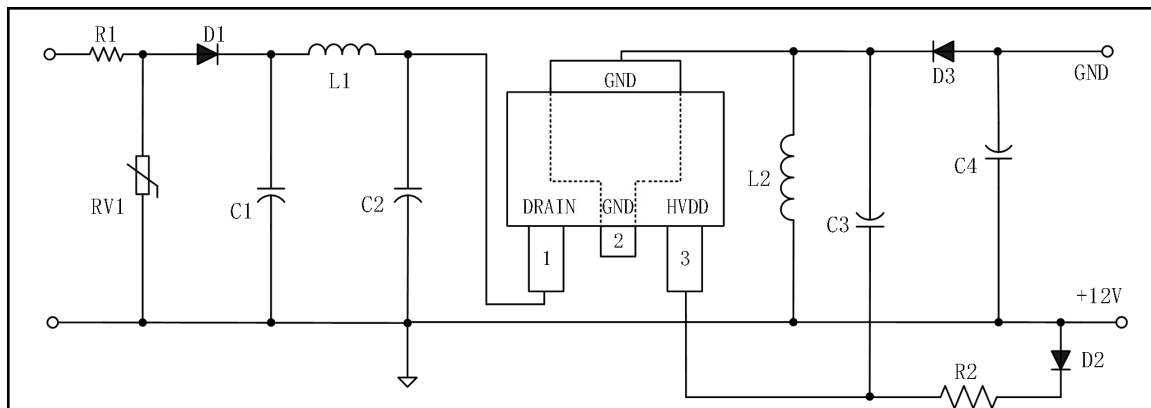 R1
D1
L1
RV1
C1
C2
GND
DRAIN
GND
HVDD
1
2
3
L2
C3
D3
GND
C4
+12V
R2
D2